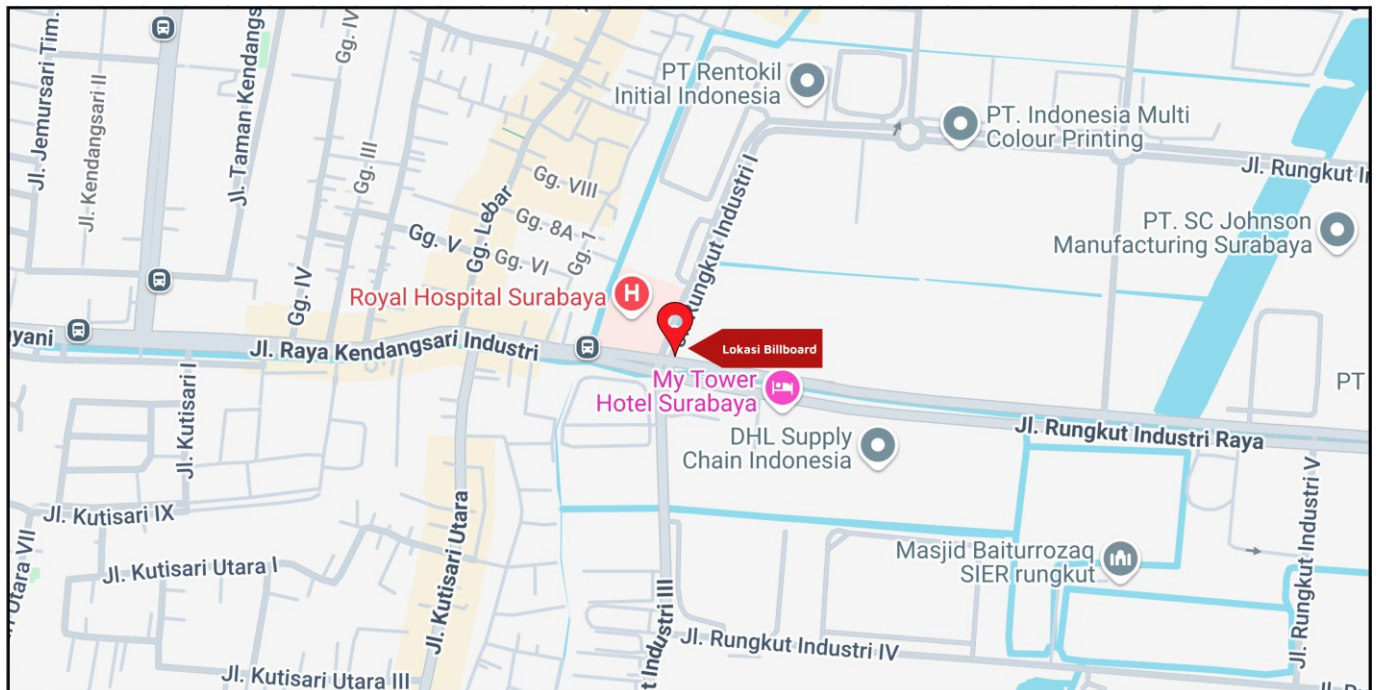 Jl. Jemursari Tim.
Jl. Kendangsari II
Jl. Taman Kendangs
Gg. IV
Gg. III
Gg. Lebar
Gg. VIII
Gg. 8A
Gg. 1
Gg. V
Gg. VI
Gg. IV
PT Rentokil
Initial Indonesia
PT. Indonesia Multi
Colour Printing
Jl. Rungkut In
Rungkut Industri I
PT. SC Johnson
Manufacturing Surabaya
Royal Hospital Surabaya
H
yani
Jl. Raya Kendangsari Industri
Lokasi Billboard
My Tower
Hotel Surabaya
PT
Jl. Rungkut Industri Raya
DHL Supply
Chain Indonesia
Jl. Kutisari I
Jl. Kutisari IX
Jl. Kutisari Utara
Jl. Kutisari Utara I
Utara VII
Masjid Baiturrozaq
SIER rungkut
Jl. Rungkut Industri V
t Industri III
Jl. Rungkut Industri IV
Jl. Kutisari Utara III